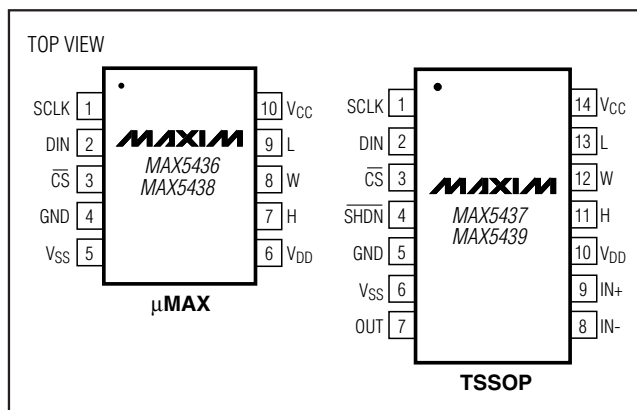 TOP VIEW
SCLK 1
DIN 2
CS 3
GND 4
VSS 5
10 VCC
9 L
8 W
7 H
6 VDD
MAXIM
MAX5436
MAX5438
μMAX
SCLK 1
DIN 2
CS 3
SHDN 4
GND 5
VSS 6
OUT 7
14 VCC
13 L
12 W
11 H
10 VDD
9 IN+
8 IN-
MAXIM
MAX5437
MAX5439
TSSOP